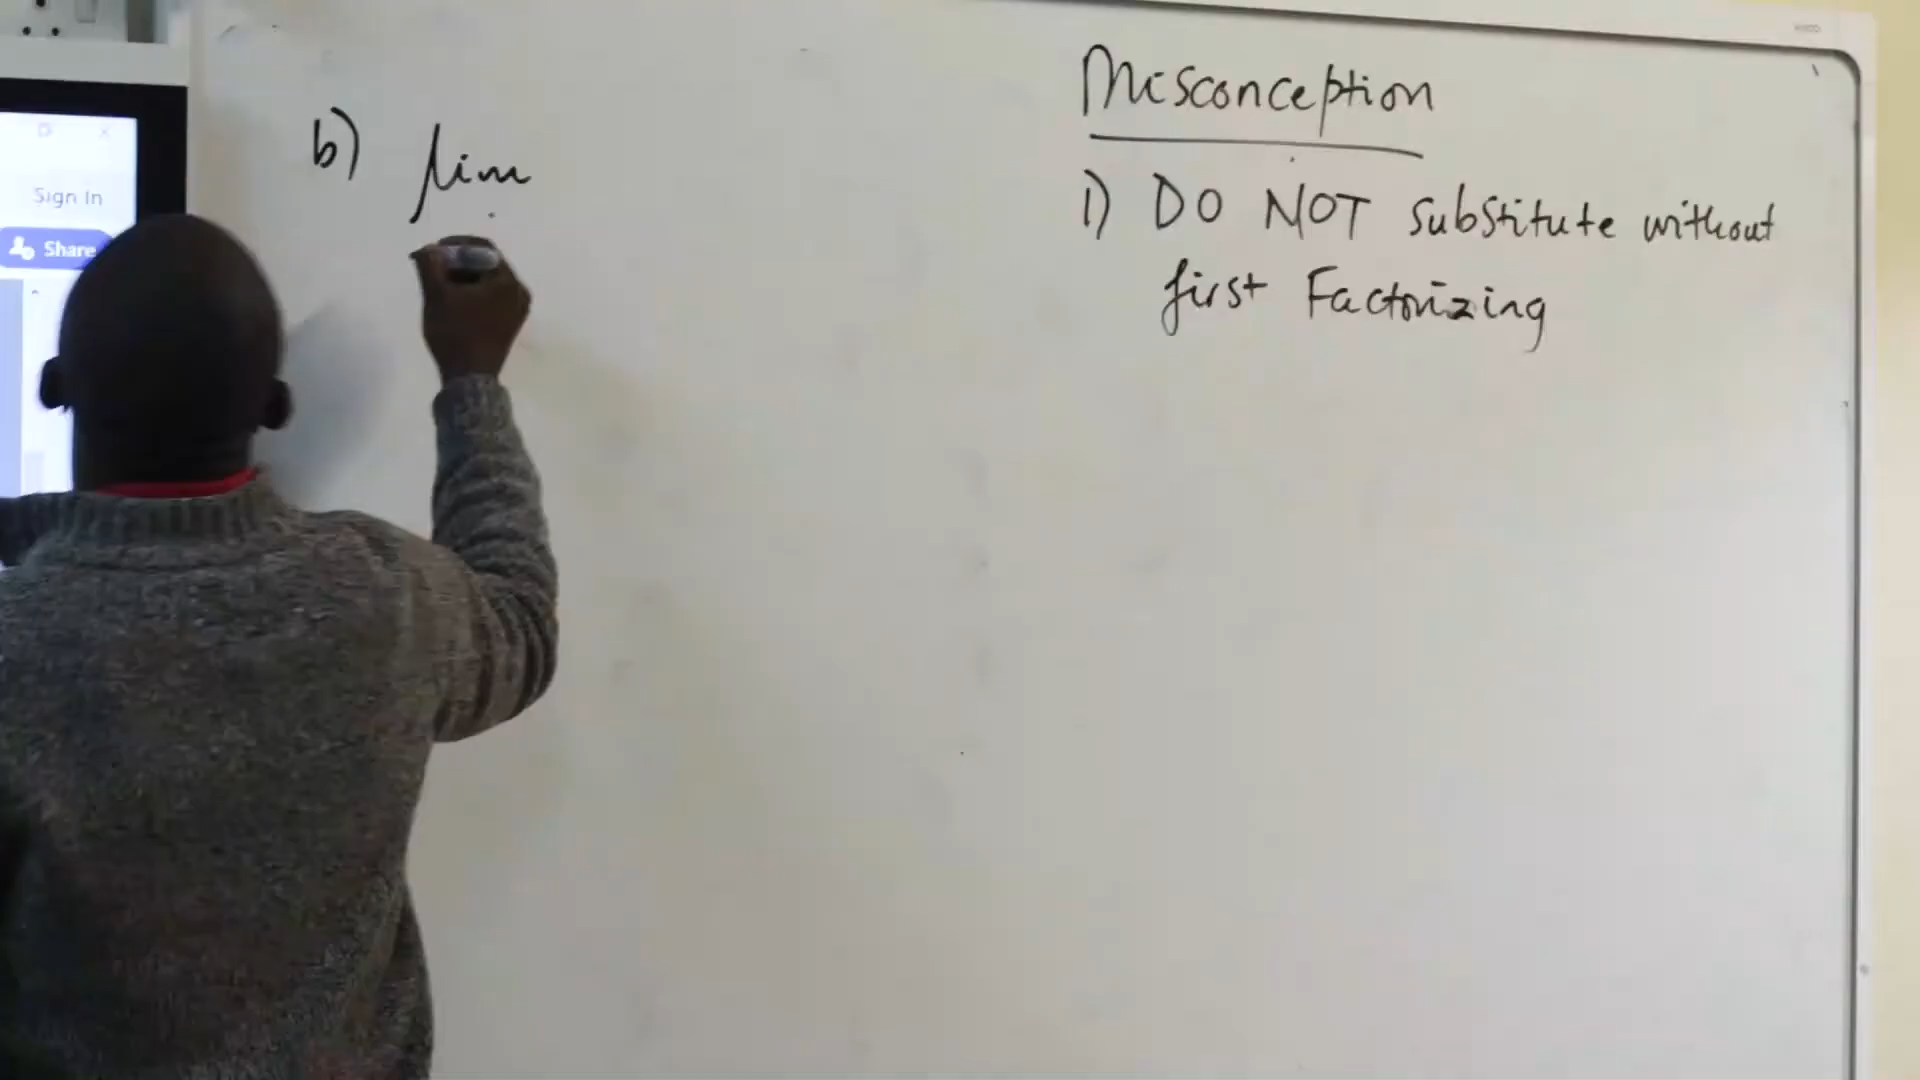 Sign In
Share
b) lim
Misconception
1) DO NOT substitute without
first Factorizing